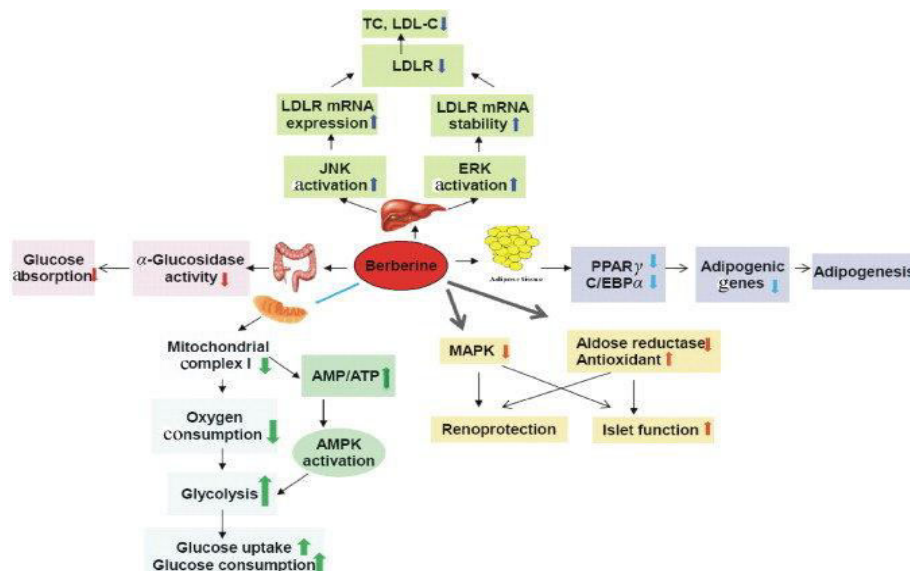 TC, LDL-C
LDLR
LDLR mRNA
expression
LDLR mRNA
stability
JNK
activation
ERK
activation
Glucose
absorption
α-Glucosidase
activity
Berberine
Adipose tissue
PPARγ
C/EBPα
Adipogenic
genes
Adipogenesis
Mitochondrial
complex I
AMP/ATP
MAPK
Aldose reductase
Antioxidant
Oxygen
consumption
AMPK
activation
Renoprotection
Islet function
Glycolysis
Glucose uptake
Glucose consumption